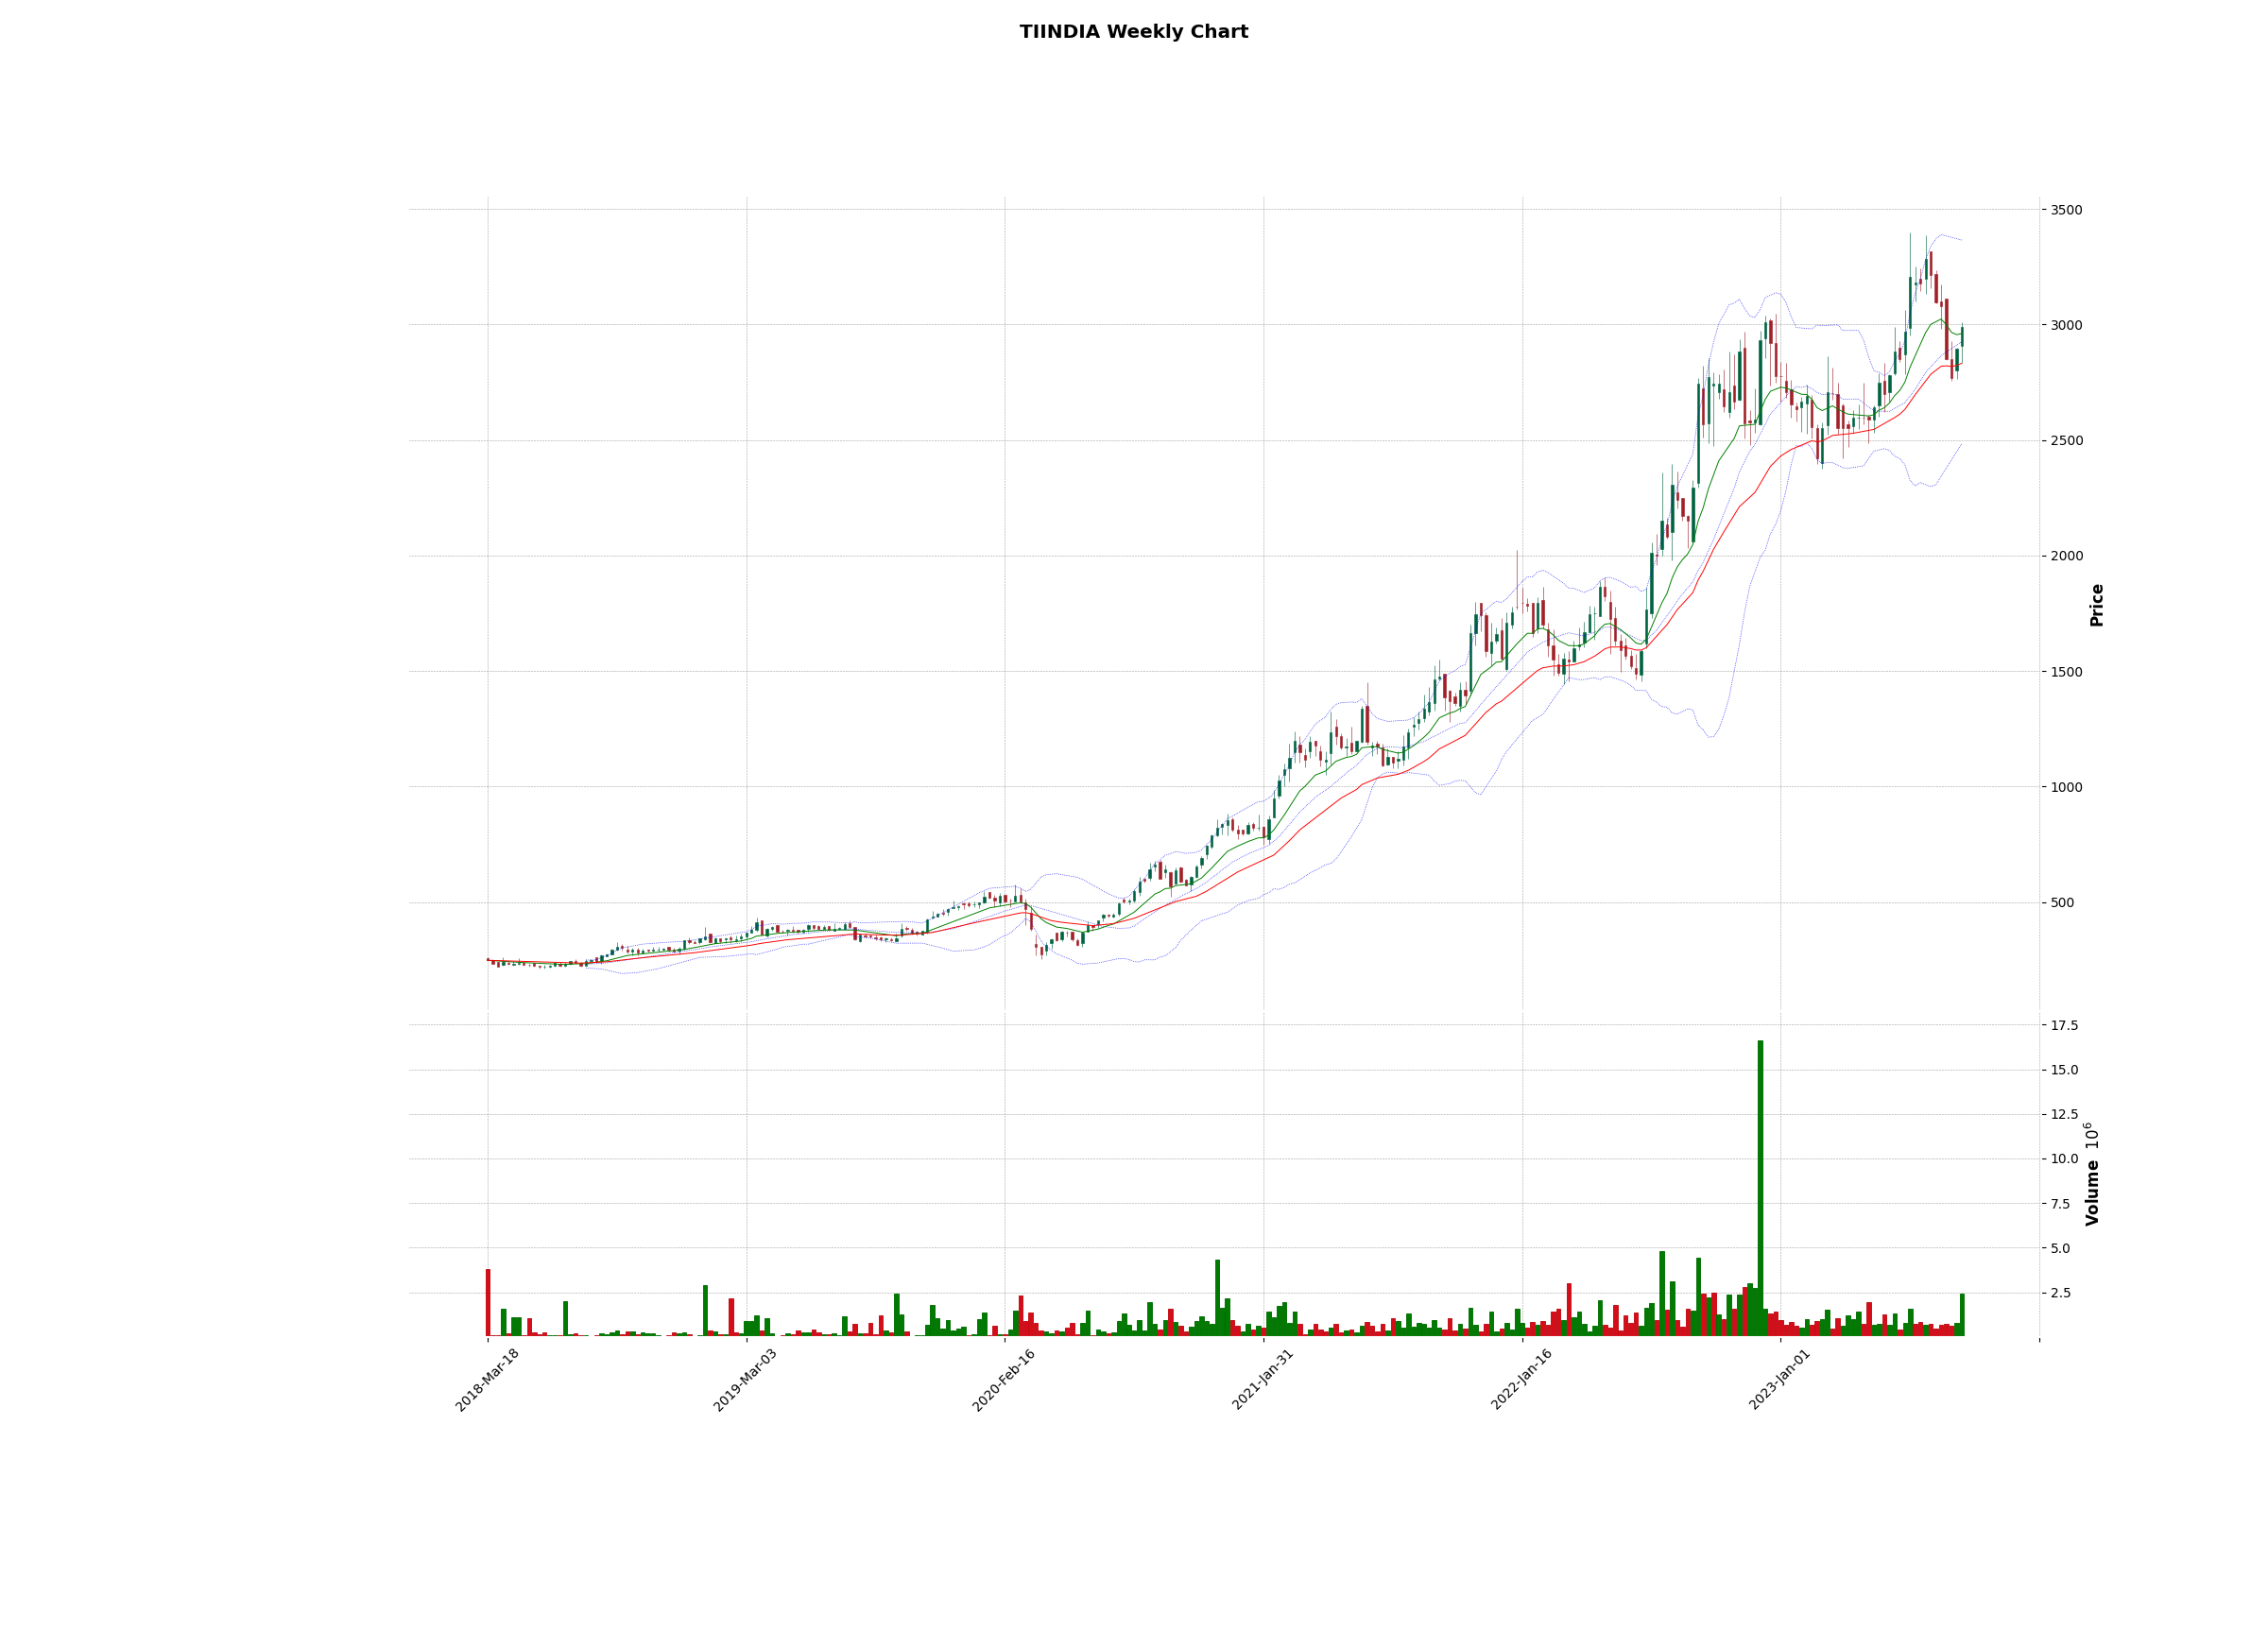 TIINDIA Weekly Chart
3500
3000
2500
2000
1500
1000
500
Price
17.5
15.0
12.5
10.0
7.5
5.0
2.5
Volume 10^6
2018-Mar-18
2019-Mar-03
2020-Feb-16
2021-Jan-31
2022-Jan-16
2023-Jan-01